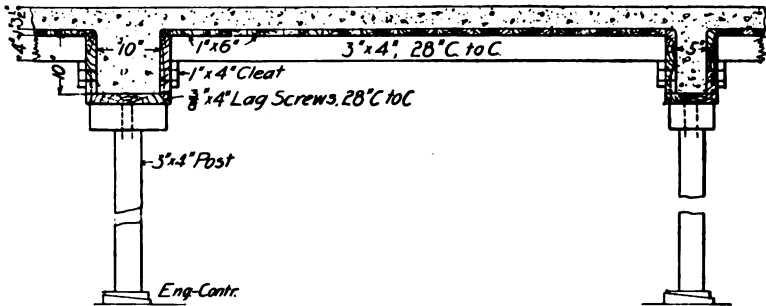 4" 3½"
10" 1"x6" 3"x4", 28"C. to C. 5"
10"
1"x4" Cleat
⅜"x4" Lag Screws, 28"C to C
3"x4" Post
Eng-Contr.